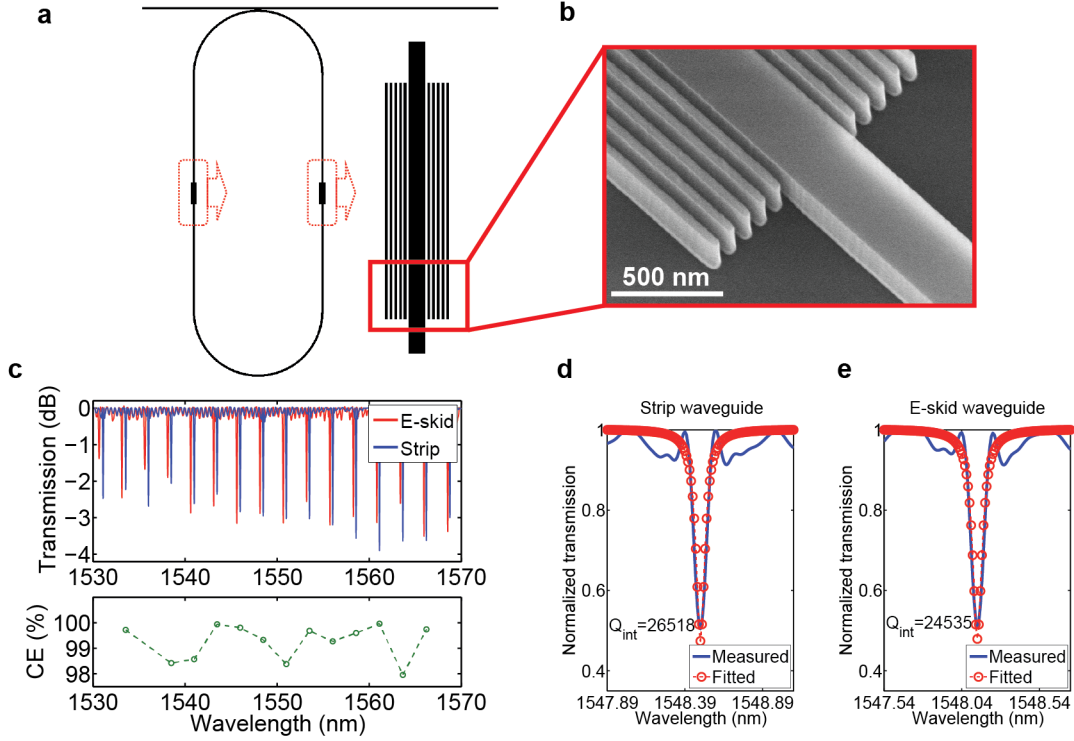 a
b
500 nm
c
Transmission (dB)
0
−1
−2
−3
−4
E-skid
Strip
1530
1540
1550
1560
1570
CE (%)
100
99
98
1530
1540
1550
1560
1570
Wavelength (nm)
d
Strip waveguide
Normalized transmission
1
0.8
0.6
0.4
Qint=26518
Measured
Fitted
1547.89
1548.39
1548.89
Wavelength (nm)
e
E-skid waveguide
Normalized transmission
1
0.8
0.6
0.4
Qint=24535
Measured
Fitted
1547.54
1548.04
1548.54
Wavelength (nm)